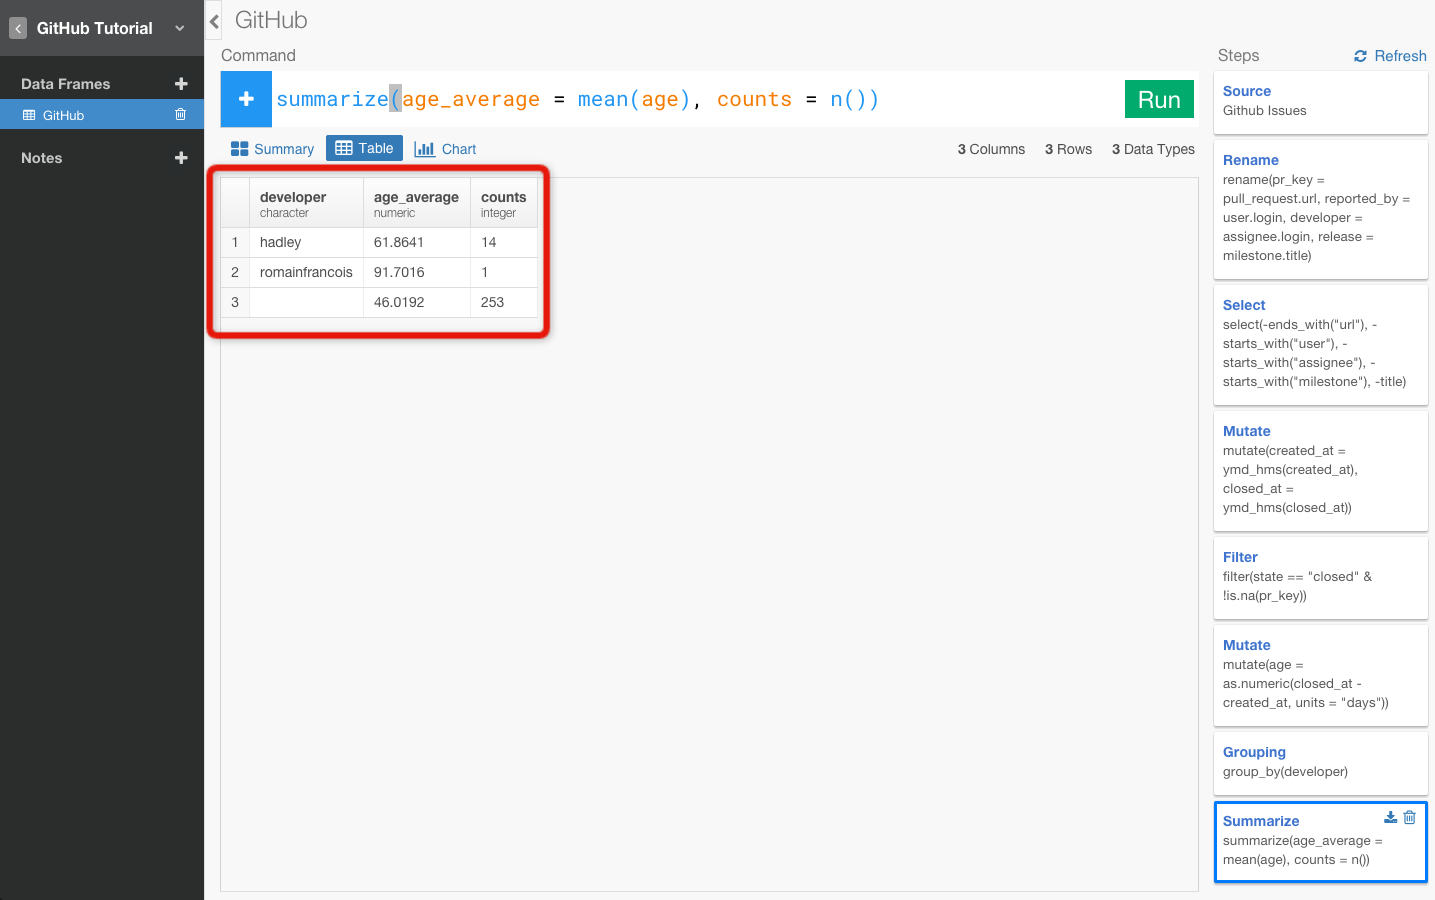 GitHub Tutorial
Data Frames
GitHub
Notes
GitHub
Command
summarize(age_average = mean(age), counts = n())
Run
Summary Table Chart
3 Columns 3 Rows 3 Data Types
developer age_average counts
character numeric integer
1 hadley 61.8641 14
2 romainfrancois 91.7016 1
3 46.0192 253
Steps Refresh
Source
Github Issues
Rename
rename(pr_key =
pull_request.url, reported_by =
user.login, developer =
assignee.login, release =
milestone.title)
Select
select(-ends_with("url"), -
starts_with("user"), -
starts_with("assignee"), -
starts_with("milestone"), -title)
Mutate
mutate(created_at =
ymd_hms(created_at),
closed_at =
ymd_hms(closed_at))
Filter
filter(state == "closed" &
!is.na(pr_key))
Mutate
mutate(age =
as.numeric(closed_at -
created_at, units = "days"))
Grouping
group_by(developer)
Summarize
summarize(age_average =
mean(age), counts = n())